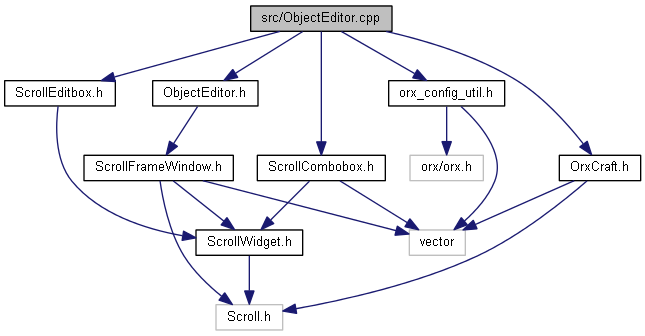 src/ObjectEditor.cpp
ScrollEditbox.h
ObjectEditor.h
orx_config_util.h
ScrollFrameWindow.h
ScrollCombobox.h
orx/orx.h
OrxCraft.h
ScrollWidget.h
vector
Scroll.h